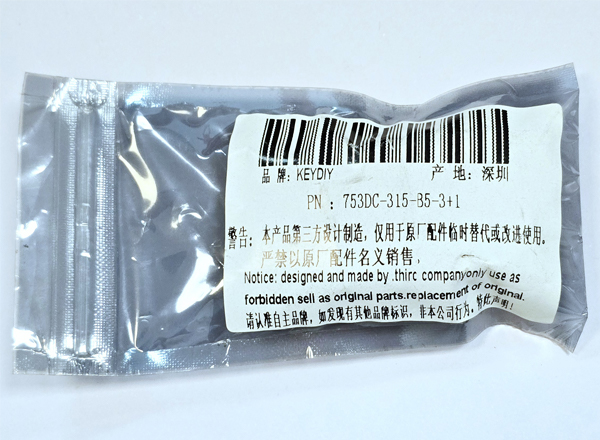 品 牌: KEYDIY 产 地: 深圳
PN : 753DC-315-B5-3+1
警告: 本产品第三方设计制造, 仅用于原厂配件临时替代或改进使用。
严禁以原厂配件名义销售。
Notice: designed and made by .thirc companyonly use as
forbidden sell as original parts.replacement of original.
请认准自主品牌, 如发现有其他品牌标识, 非本公司行为。特此声明!